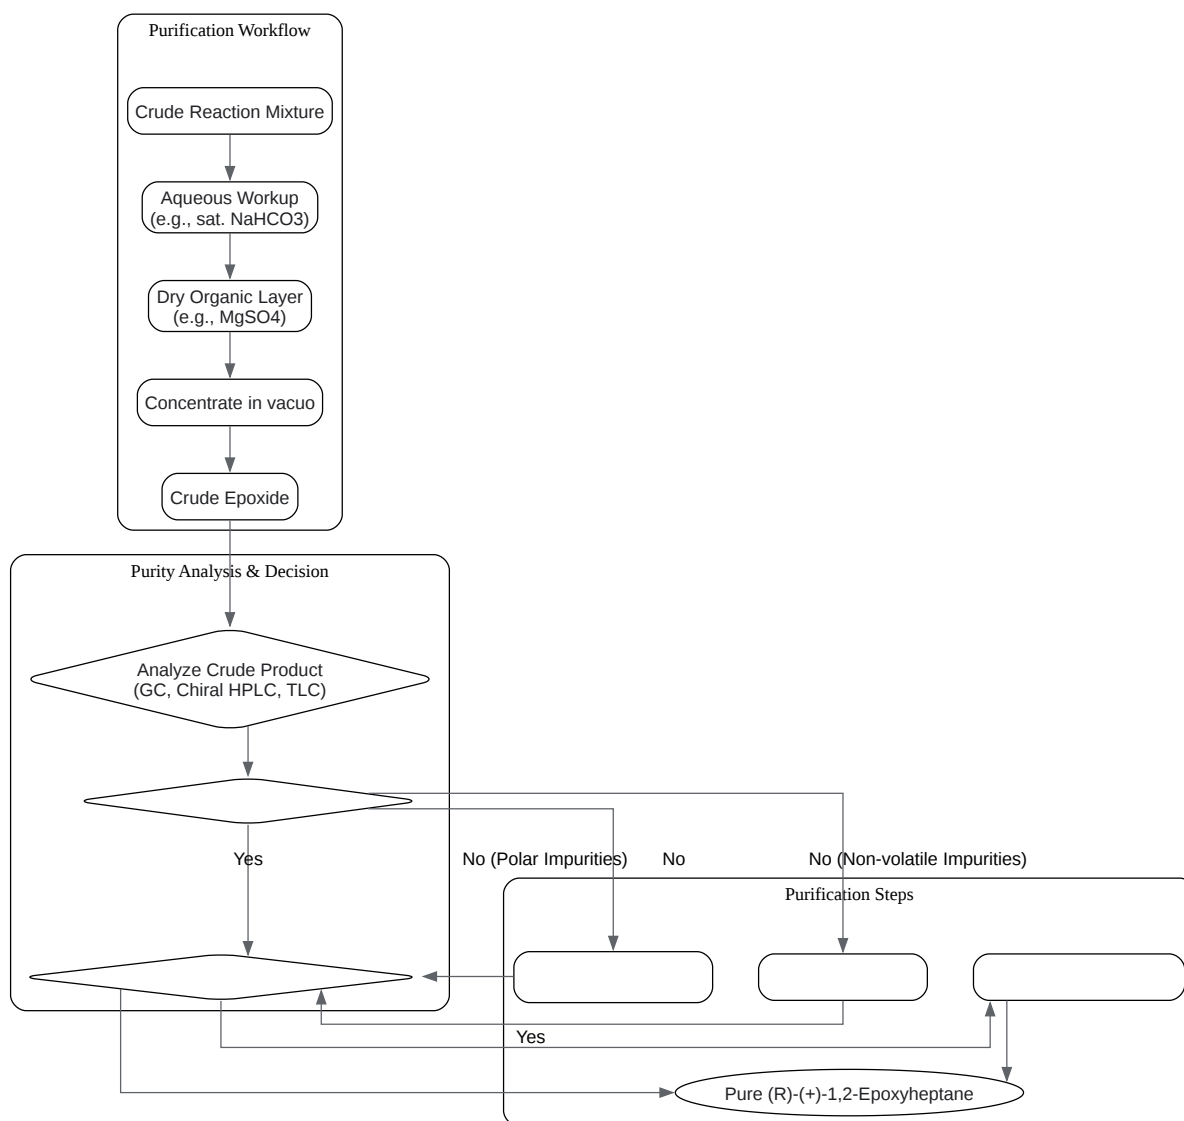 Purification Workflow
Crude Reaction Mixture
Aqueous Workup
(e.g., sat. NaHCO3)
Dry Organic Layer
(e.g., MgSO4)
Concentrate in vacuo
Crude Epoxide
Purity Analysis & Decision
Analyze Crude Product
(GC, Chiral HPLC, TLC)
Yes
No (Polar Impurities)
No
No (Non-volatile Impurities)
Purification Steps
Yes
Pure (R)-(+)-1,2-Epoxyheptane